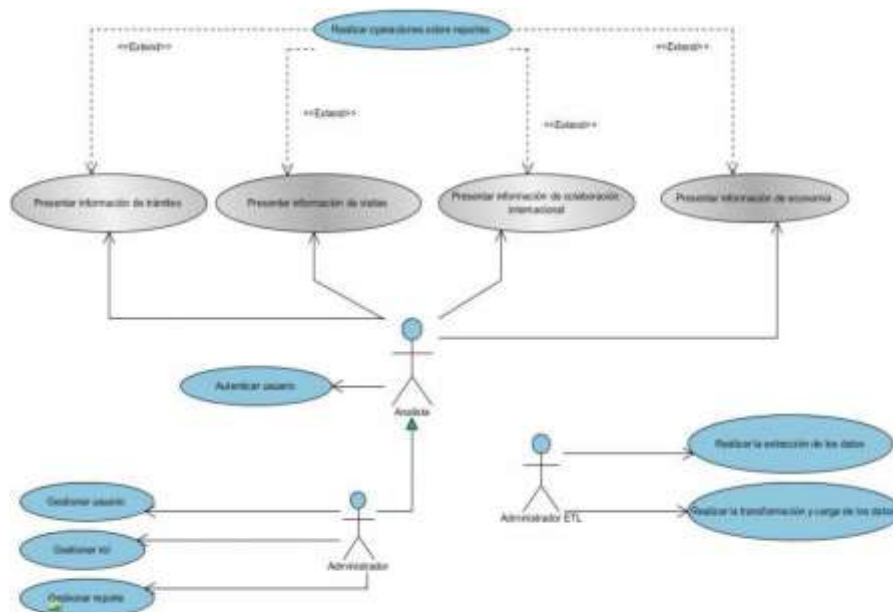 Realizar operaciones sobre reportes
<<Extend>>
<<Extend>>
<<Extend>>
<<Extend>>
Presentar información de trámites
Presentar información de visitas
Presentar información de colaboración
internacional
Presentar información de economía
Autenticar usuario
Analista
Realizar la extracción de los datos
Administrador ETL
Realizar la transformación y carga de los datos
Gestionar usuario
Gestionar rol
Administrador
Gestionar reporte